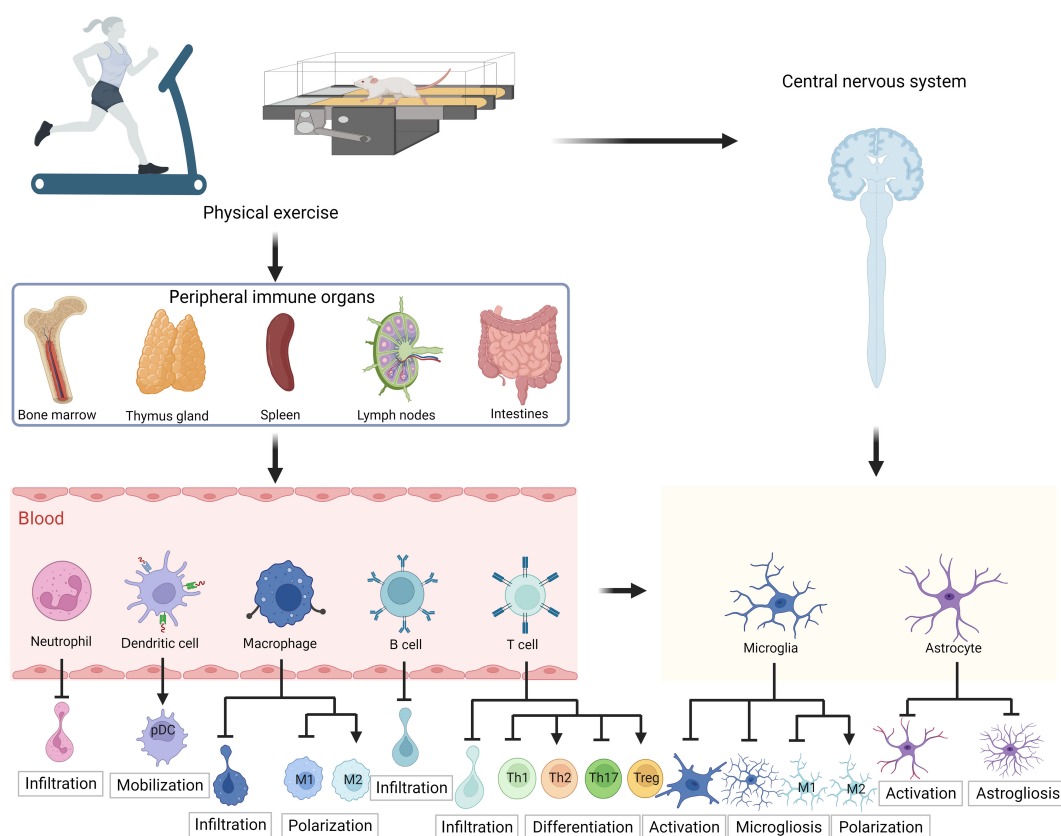 Central nervous system
Physical exercise
Peripheral immune organs
Bone marrow
Thymus gland
Spleen
Lymph nodes
Intestines
Blood
Neutrophil
Dendritic cell
Macrophage
B cell
T cell
Microglia
Astrocyte
pDC
M1
M2
Th1
Th2
Th17
Treg
M1
M2
Infiltration
Mobilization
Infiltration
Activation
Astrogliosis
Infiltration
Polarization
Infiltration
Differentiation
Activation
Microgliosis
Polarization